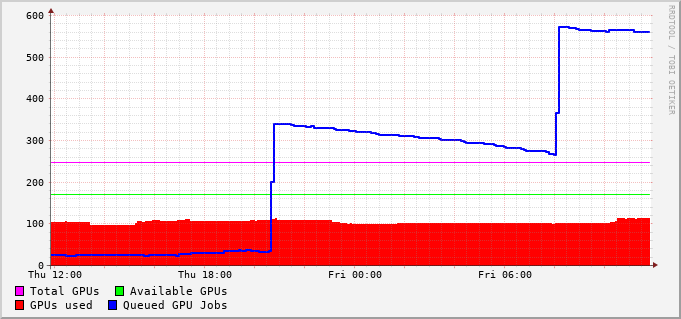 600
500
400
300
200
100
0
Thu 12:00 Thu 18:00 Fri 00:00 Fri 06:00
Total GPUs Available GPUs
GPUs used Queued GPU Jobs
RRDTOOL / TOBI OETIKER